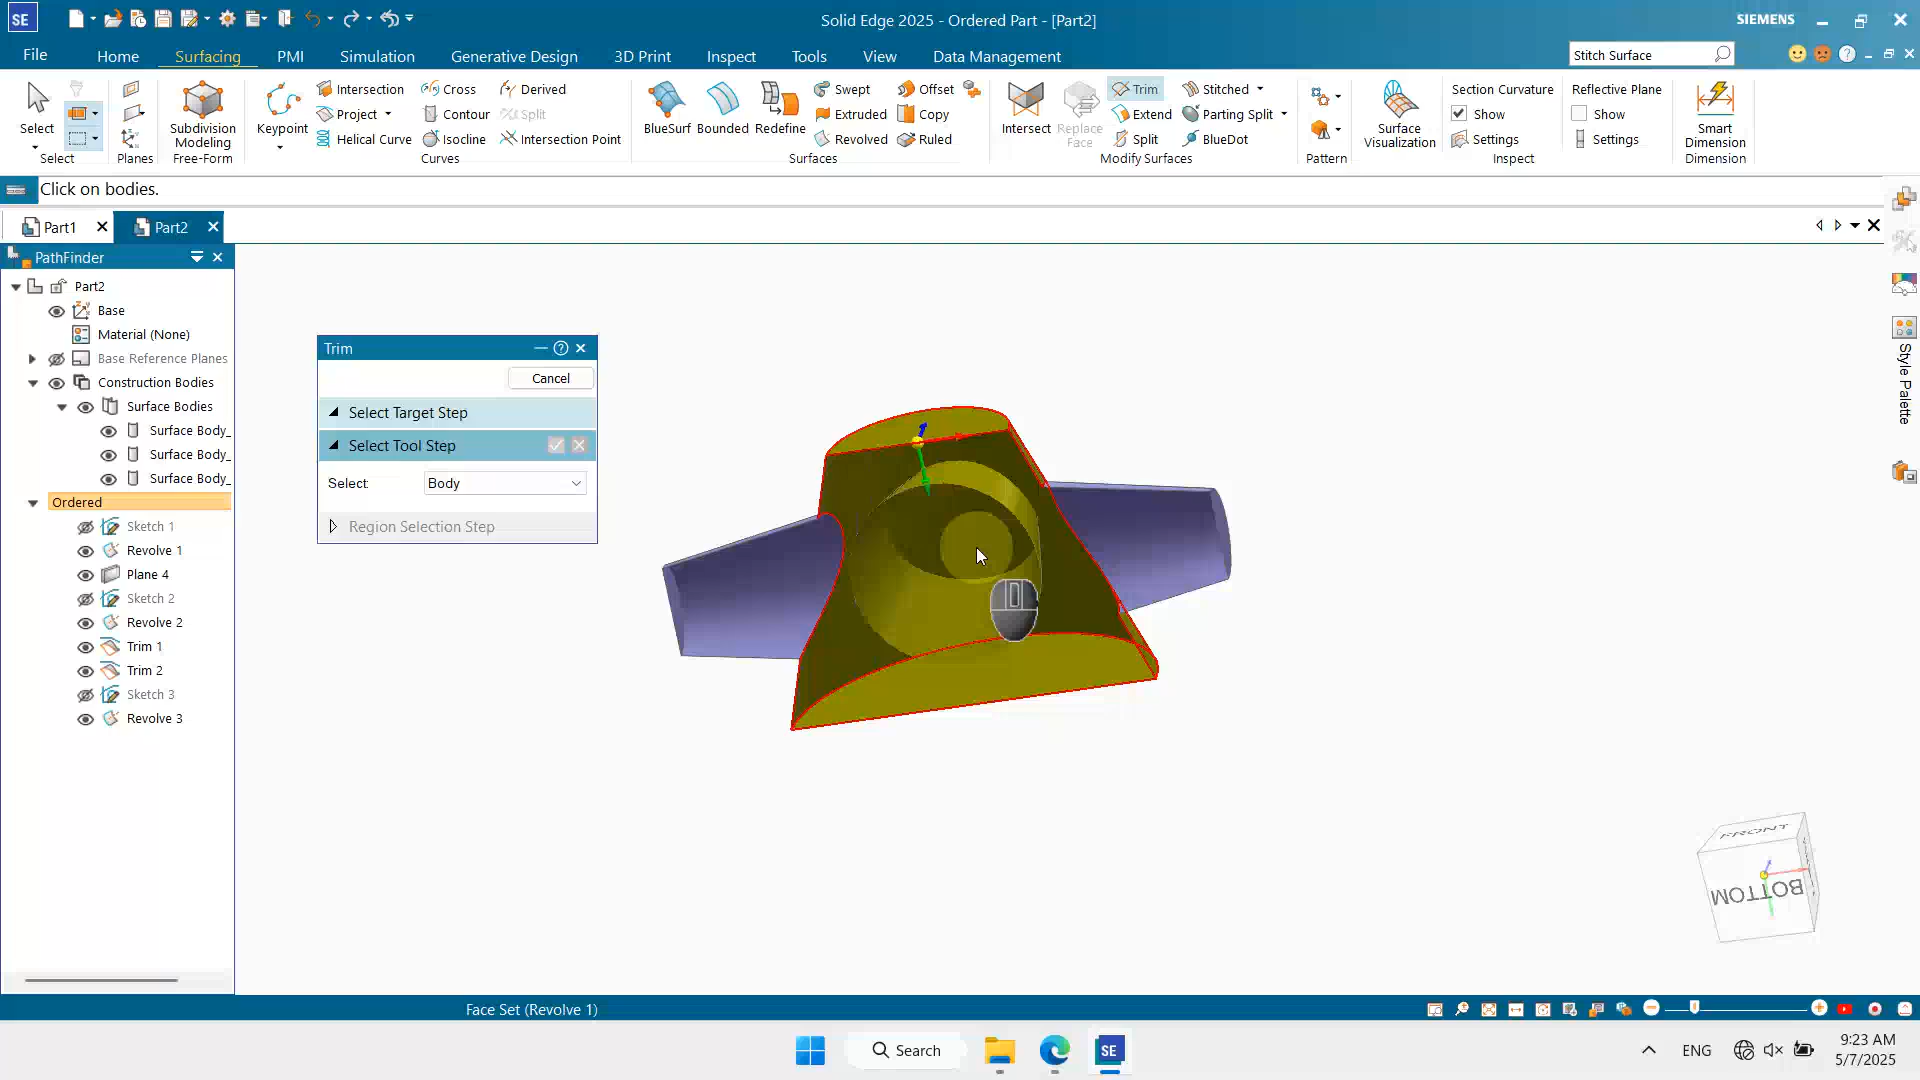 SE
Solid Edge 2025 - Ordered Part - [Part2]
SIEMENS
File
Home
Surfacing
PMI
Simulation
Generative Design
3D Print
Inspect
Tools
View
Data Management
Stitch Surface
Select
Select
Planes
Subdivision
Modeling
Free-Form
Keypoint
Intersection
Project
Helical Curve
Cross
Contour
Isocline
Derived
Split
Intersection Point
Curves
BlueSurf
Bounded
Redefine
Swept
Extruded
Revolved
Offset
Copy
Ruled
Surfaces
Intersect
Replace
Face
Trim
Extend
Split
Stitched
Parting Split
BlueDot
Modify Surfaces
Pattern
Surface
Visualization
Section Curvature
Show
Settings
Reflective Plane
Show
Settings
Inspect
Smart
Dimension
Dimension
Click on bodies.
Part1
Part2
PathFinder
Part2
Base
Material (None)
Base Reference Planes
Construction Bodies
Surface Bodies
Surface Body_
Surface Body_
Surface Body_
Ordered
Sketch 1
Revolve 1
Plane 4
Sketch 2
Revolve 2
Trim 1
Trim 2
Sketch 3
Revolve 3
Trim
Cancel
Select Target Step
Select Tool Step
Select:
Body
Region Selection Step
Style Palette
FRONT
BOTTOM
Face Set (Revolve 1)
Search
SE
ENG
9:23 AM
5/7/2025